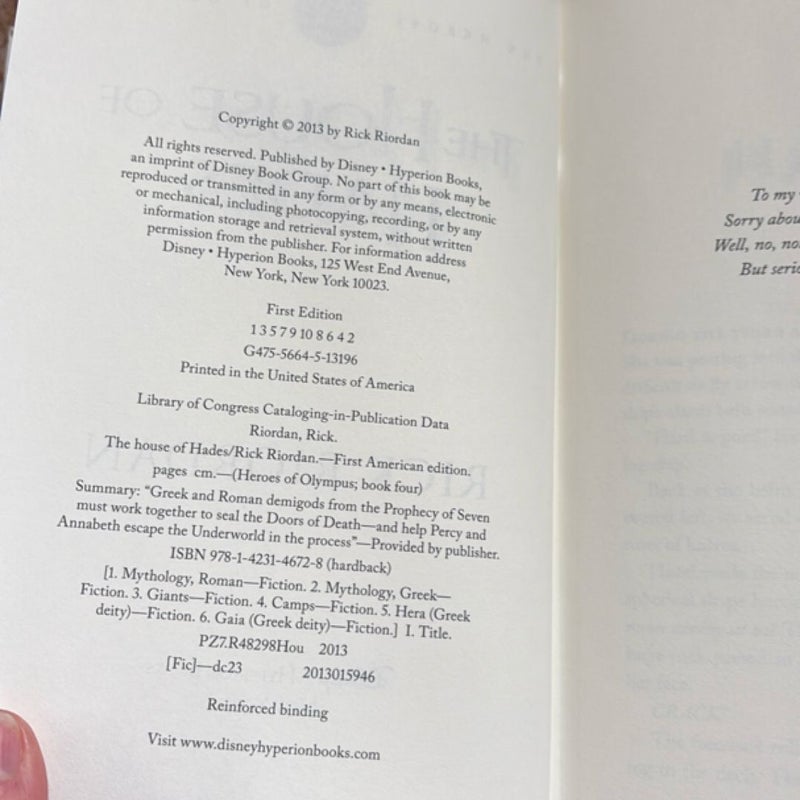 Copyright © 2013 by Rick Riordan
All rights reserved. Published by Disney • Hyperion Books,
an imprint of Disney Book Group. No part of this book may be
reproduced or transmitted in any form or by any means, electronic
or mechanical, including photocopying, recording, or by any
information storage and retrieval system, without written
permission from the publisher. For information address
Disney • Hyperion Books, 125 West End Avenue,
New York, New York 10023.
First Edition
1 3 5 7 9 10 8 6 4 2
G475-5664-5-13196
Printed in the United States of America
Library of Congress Cataloging-in-Publication Data
Riordan, Rick.
The house of Hades/Rick Riordan.—First American edition.
pages cm.—(Heroes of Olympus; book four)
Summary: “Greek and Roman demigods from the Prophecy of Seven
must work together to seal the Doors of Death—and help Percy and
Annabeth escape the Underworld in the process”—Provided by publisher.
ISBN 978-1-4231-4672-8 (hardback)
[1. Mythology, Roman—Fiction. 2. Mythology, Greek—
Fiction. 3. Giants—Fiction. 4. Camps—Fiction. 5. Hera (Greek
deity)—Fiction. 6. Gaia (Greek deity)—Fiction.] I. Title.
PZ7.R48298Hou 2013
[Fic]—dc23 2013015946
Reinforced binding
Visit www.disneyhyperionbooks.com
To my
Sorry abou
Well, no, no
But seri